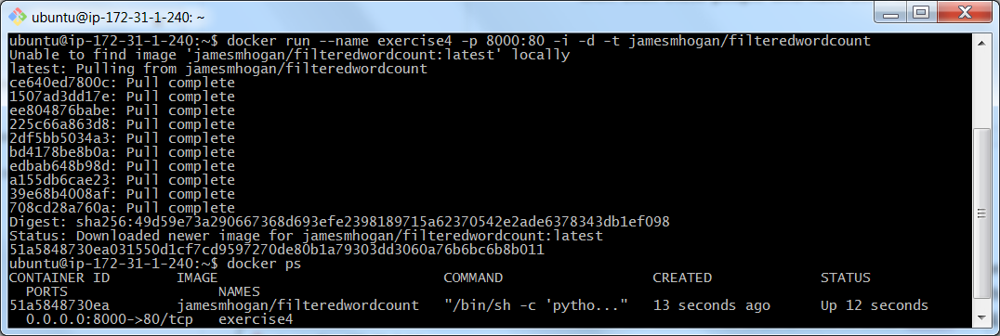 ubuntu@ip-172-31-1-240: ~
ubuntu@ip-172-31-1-240:~$ docker run --name exercise4 -p 8000:80 -i -d -t jamesmhogan/filteredwordcount
Unable to find image 'jamesmhogan/filteredwordcount:latest' locally
latest: Pulling from jamesmhogan/filteredwordcount
ce640ed7800c: Pull complete
1507ad3dd17e: Pull complete
ee804876babe: Pull complete
225c66a863d8: Pull complete
2df5bb5034a3: Pull complete
bd4178be8b0a: Pull complete
edbab648b98d: Pull complete
a155db6cae23: Pull complete
39e68b4008af: Pull complete
708cd28a760a: Pull complete
Digest: sha256:49d59e73a290667368d693efe2398189715a62370542e2ade6378343db1ef098
Status: Downloaded newer image for jamesmhogan/filteredwordcount:latest
51a5848730ea031550d1cf7cd9597270de80b1a79303dd3060a76b6bc6b8b011
ubuntu@ip-172-31-1-240:~$ docker ps
CONTAINER ID        IMAGE                           COMMAND                  CREATED             STATUS
  PORTS                  NAMES
51a5848730ea        jamesmhogan/filteredwordcount   "/bin/sh -c 'pytho..."   13 seconds ago      Up 12 seconds
  0.0.0.0:8000->80/tcp   exercise4